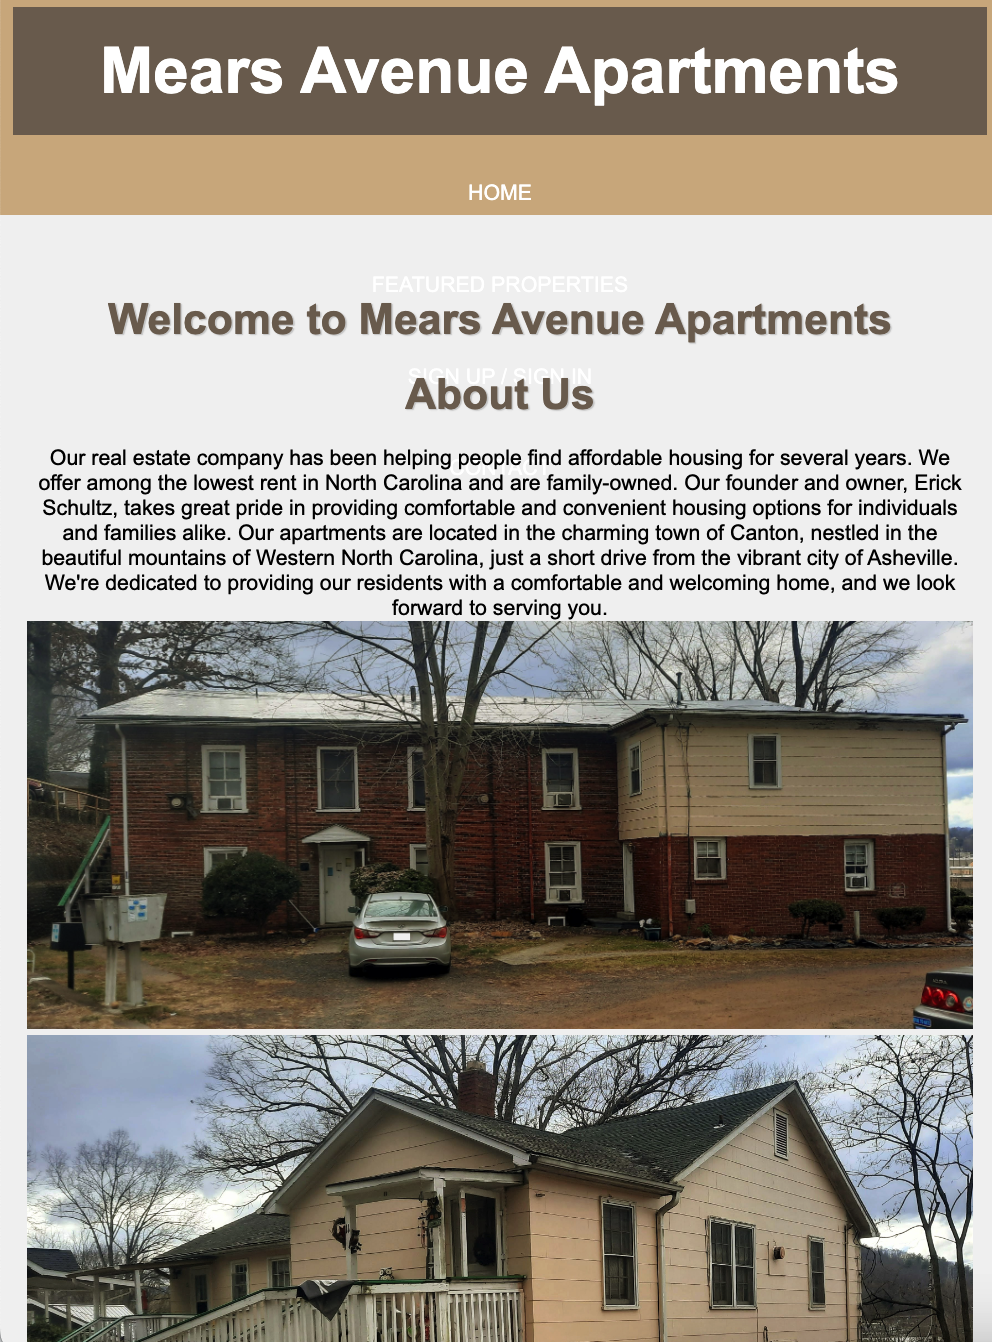 Mears Avenue Apartments
HOME
FEATURED PROPERTIES
Welcome to Mears Avenue Apartments
SIGN UP / SIGN IN
About Us
Our real estate company has been helping people find affordable housing for several years. We
CONTACT
offer among the lowest rent in North Carolina and are family-owned. Our founder and owner, Erick
Schultz, takes great pride in providing comfortable and convenient housing options for individuals
and families alike. Our apartments are located in the charming town of Canton, nestled in the
beautiful mountains of Western North Carolina, just a short drive from the vibrant city of Asheville.
We're dedicated to providing our residents with a comfortable and welcoming home, and we look
forward to serving you.